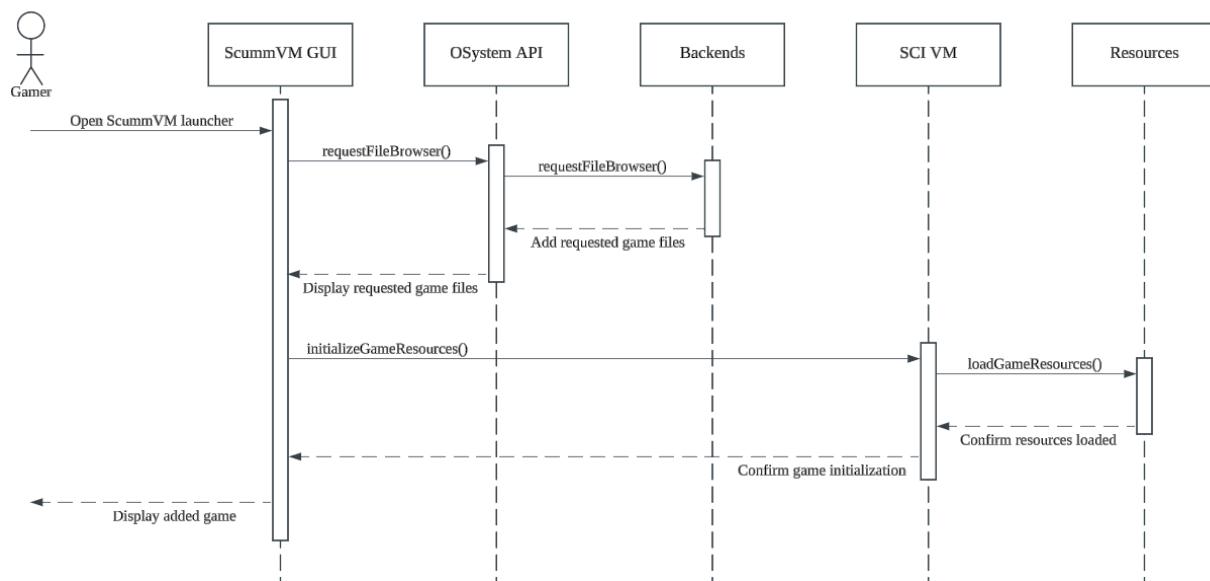 ScummVM GUI
OSystem API
Backends
SCI VM
Resources
Gamer
Open ScummVM launcher
requestFileBrowser()
requestFileBrowser()
Add requested game files
Display requested game files
initializeGameResources()
loadGameResources()
Confirm resources loaded
Confirm game initialization
Display added game